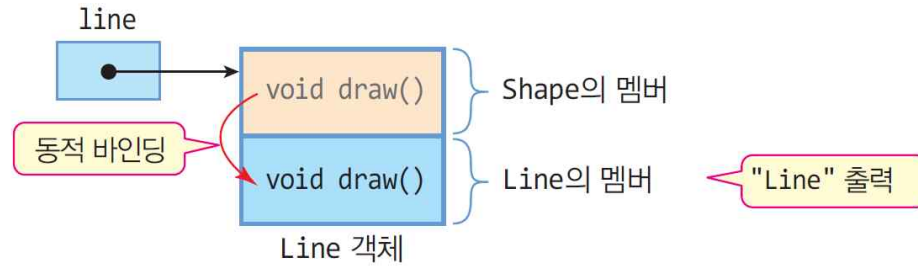 line
void draw()
Shape의 멤버
동적 바인딩
void draw()
Line의 멤버
"Line" 출력
Line 객체